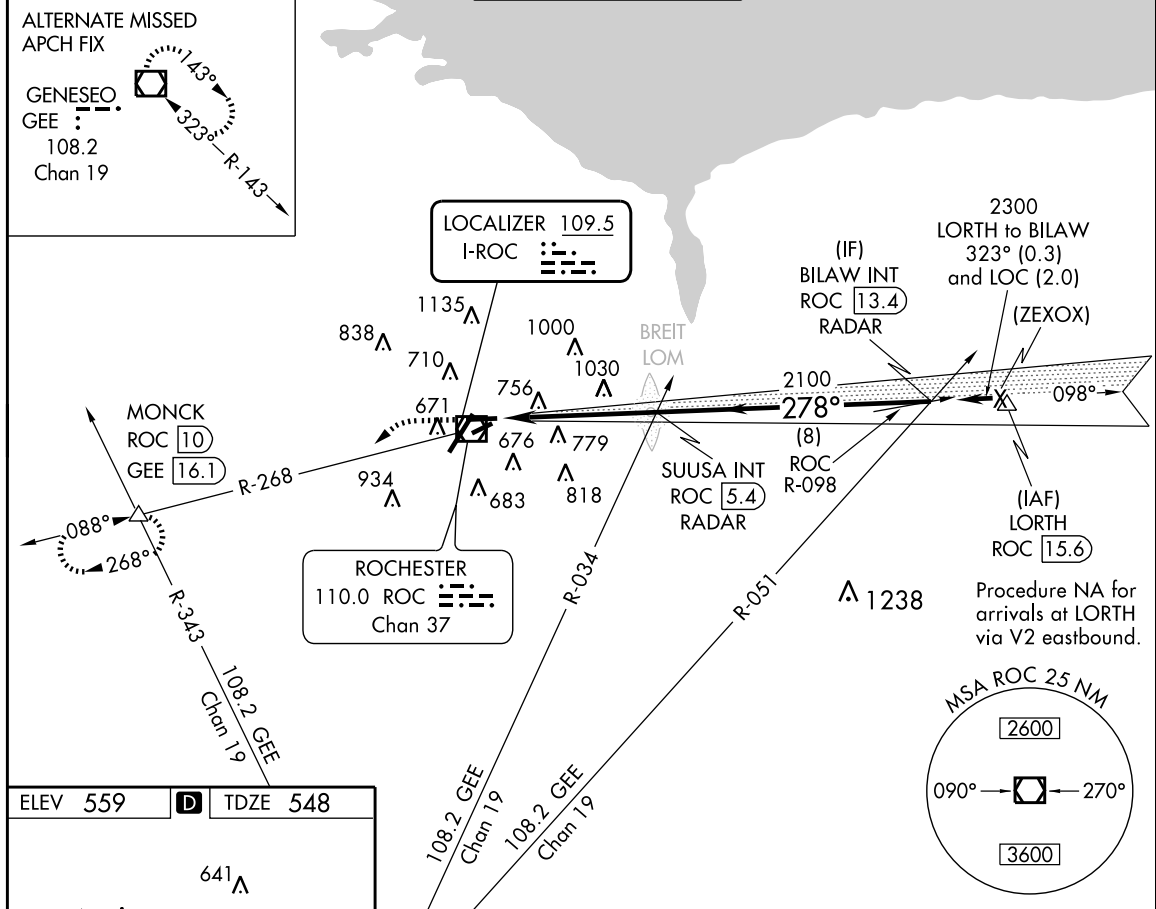 ALTERNATE MISSED
APCH FIX
GENESEO
GEE
108.2
Chan 19
143°
323°
R-143
LOCALIZER 109.5
I-ROC
2300
LORTH to BILAW
323° (0.3)
and LOC (2.0)
(IF)
BILAW INT
ROC 13.4
RADAR
(ZEXOX)
1135
838
710
1000
1030
BREIT
LOM
756
671
2100
278°
098°
(8)
ROC
R-098
MONCK
ROC 10
GEE 16.1
R-268
934
676
779
683
818
SUUSA INT
ROC 5.4
RADAR
(IAF)
LORTH
ROC 15.6
088°
268°
ROCHESTER
110.0 ROC
Chan 37
R-034
R-051
1238
Procedure NA for
arrivals at LORTH
via V2 eastbound.
R-343
108.2 GEE
Chan 19
108.2 GEE
Chan 19
108.2 GEE
Chan 19
MSA ROC 25 NM
2600
090°
270°
3600
ELEV 559 D TDZE 548
641